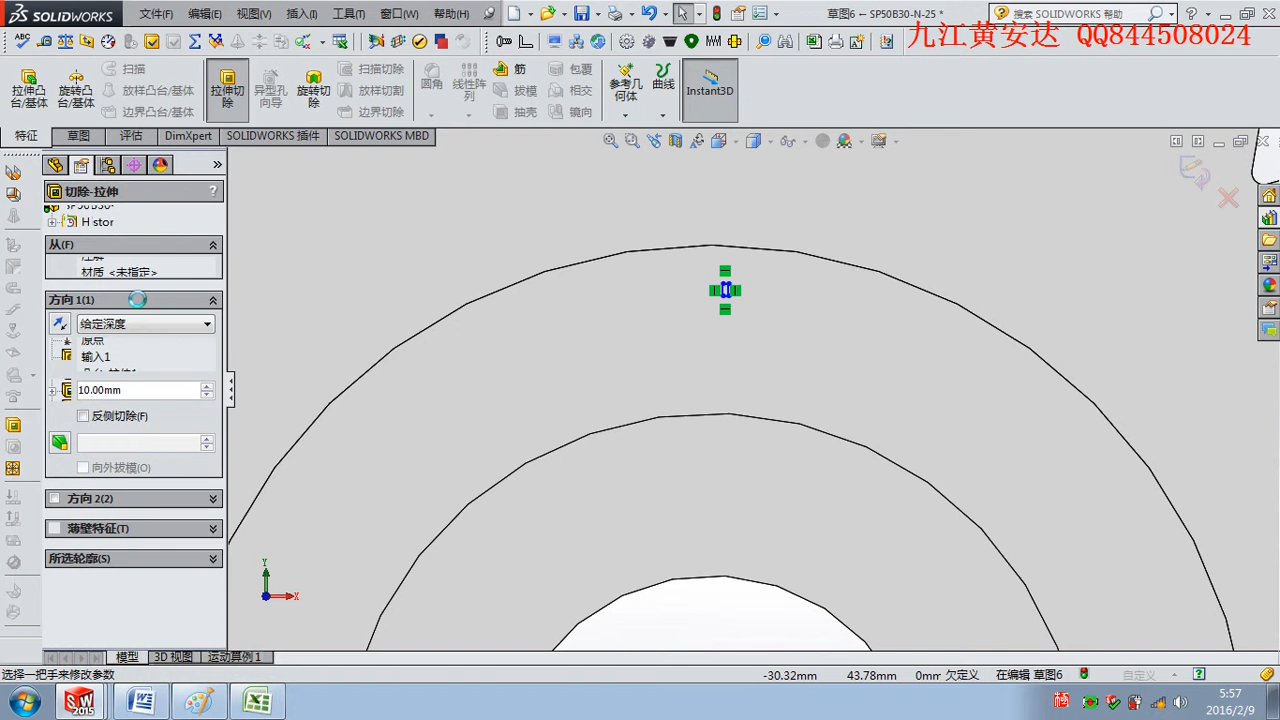 SOLIDWORKS 文件(F) 编辑(E) 视图(V) 插入(I) 工具(T) 窗口(W) 帮助(H) 草图6 - SP50B30-N-25 * 搜索 SOLIDWORKS 帮助
九江黄安达 QQ844508024
拉伸凸台/基体 旋转凸台/基体 扫描 放样凸台/基体 边界凸台/基体 拉伸切除 异型孔向导 旋转切除 扫描切除 放样切割 边界切除 圆角 线性阵列 筋 拔模 抽壳 包覆 相交 镜向 参考几何体 曲线 Instant3D
特征 草图 评估 DimXpert SOLIDWORKS 插件 SOLIDWORKS MBD
切除-拉伸 ?
SP50B30-
H stor
从(F)
注解
材质 <未指定>
方向 1(1)
给定深度
原点
输入1
10.00mm
反侧切除(F)
向外拔模(O)
方向 2(2)
薄壁特征(T)
所选轮廓(S)
Y
X
模型 3D 视图 运动算例 1
选择一把手来修改参数 -30.32mm 43.78mm 0mm 欠定义 在编辑 草图6 自定义
SW 2015
5:57
2016/2/9